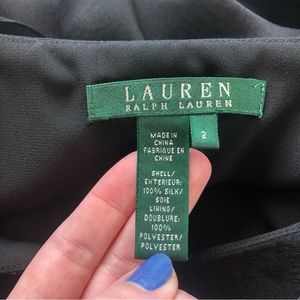 LAUREN
RALPH LAUREN
2
MADE IN
CHINA
FABRIQUE EN
CHINE
SHELL/
EXTERIEUR:
100% SILK/
SOIE
LINING/
DOUBLURE:
100%
POLYESTER/
POLYESTER